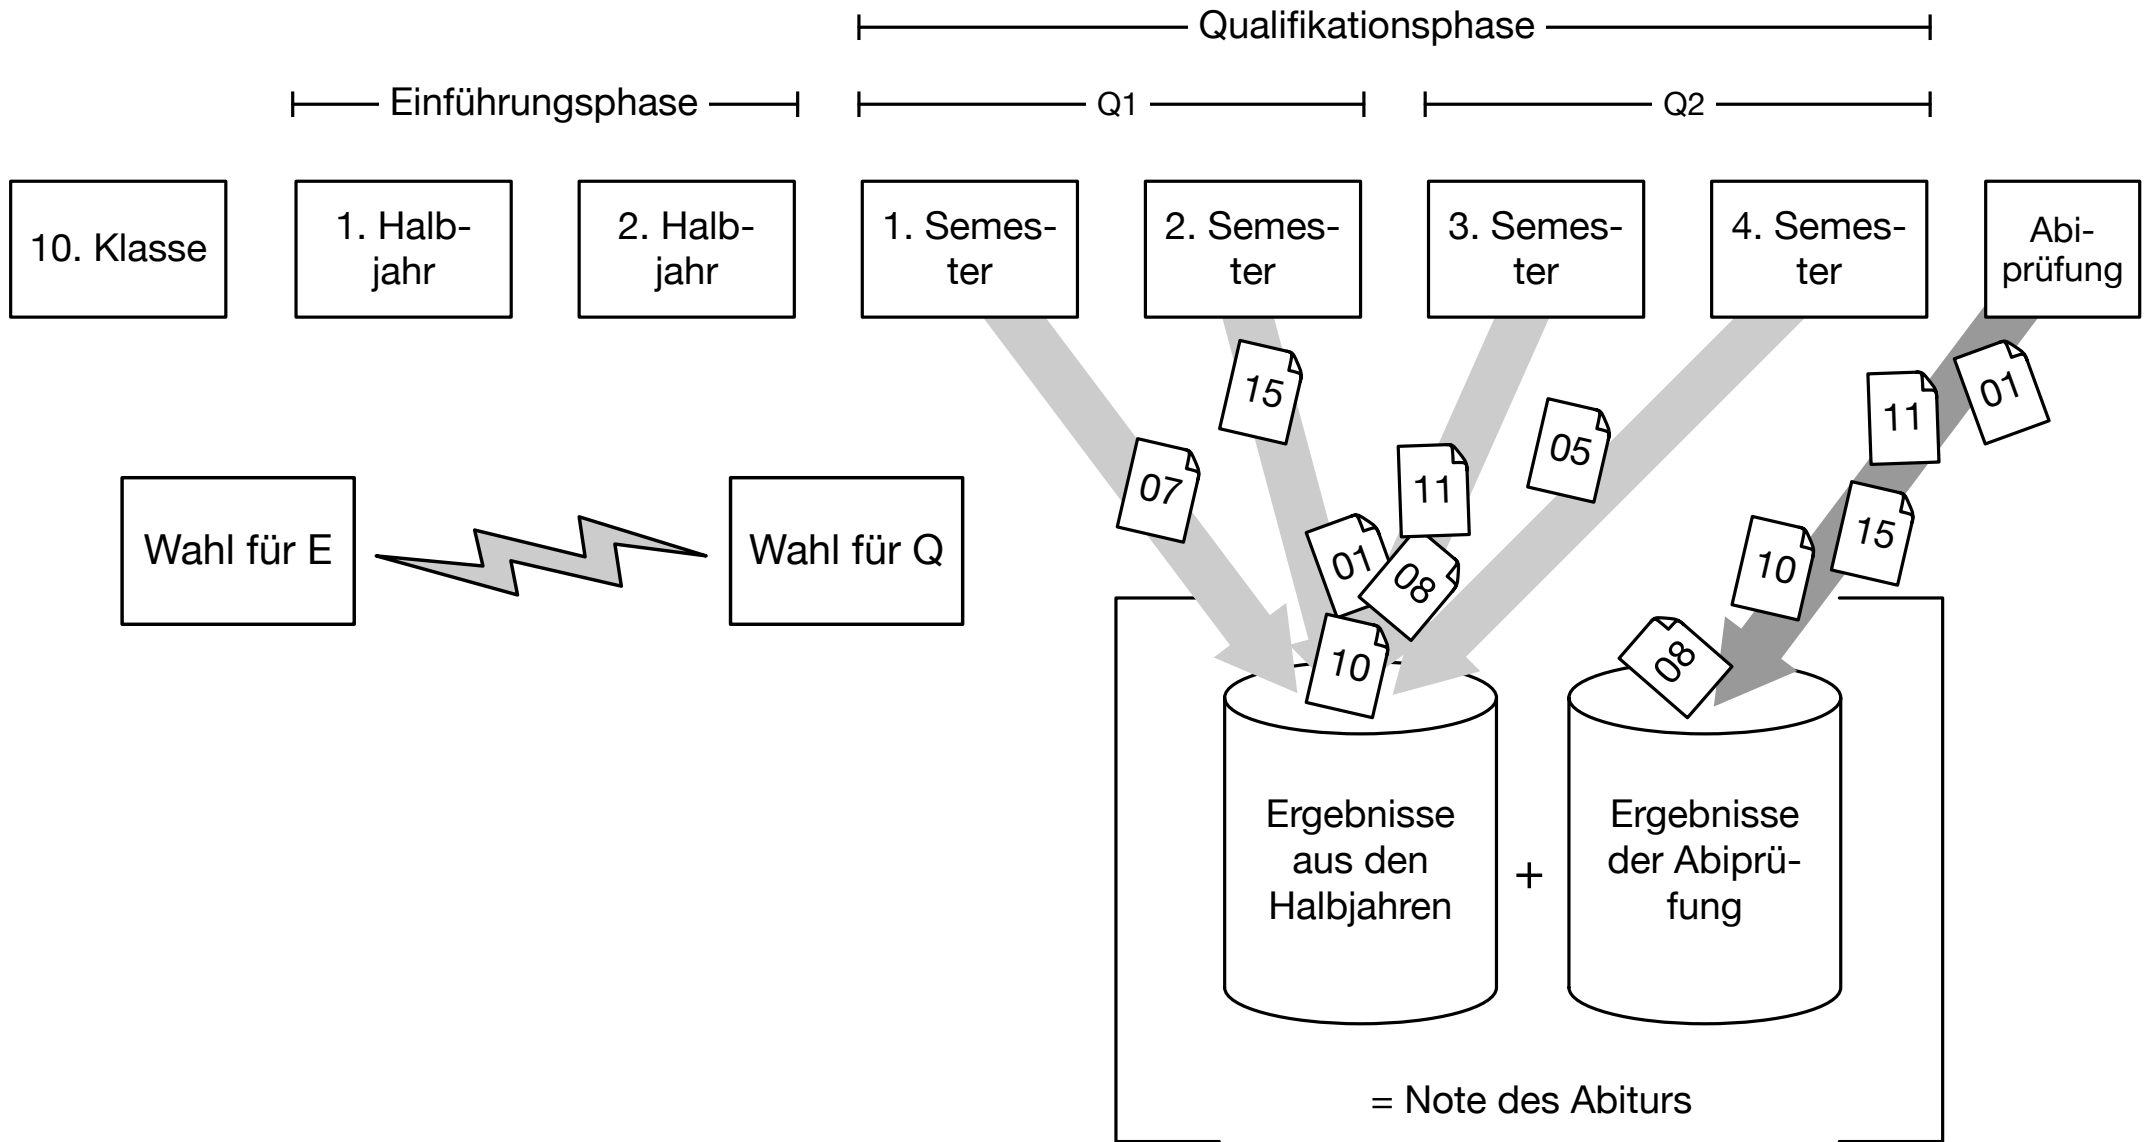 Qualifikationsphase
Einführungsphase
Q1
Q2
10. Klasse
1. Halb-
jahr
2. Halb-
jahr
1. Semes-
ter
2. Semes-
ter
3. Semes-
ter
4. Semes-
ter
Abi-
prüfung
15
07
11
05
01
08
10
11
01
15
10
08
Wahl für E
Wahl für Q
Ergebnisse
aus den
Halbjahren
+
Ergebnisse
der Abiprü-
fung
= Note des Abiturs